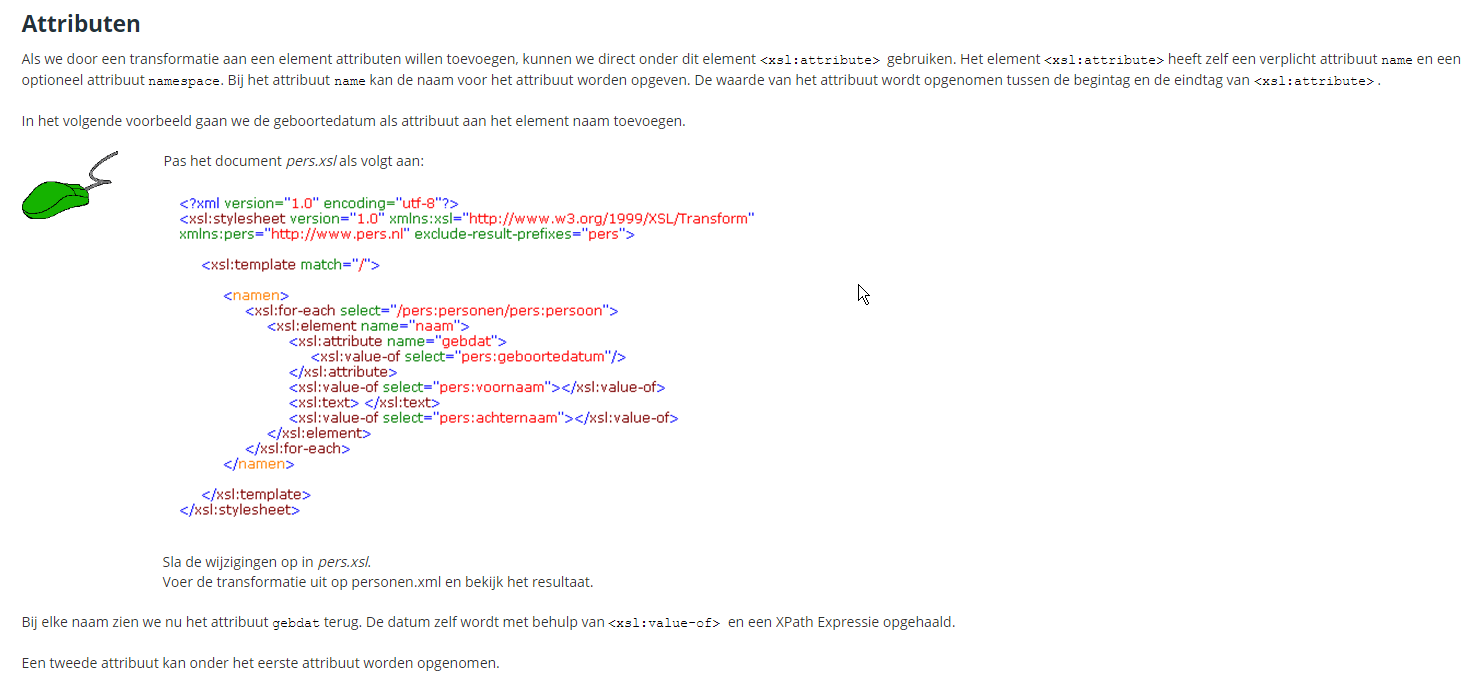 Attributen
Als we door een transformatie aan een element attributen willen toevoegen, kunnen we direct onder dit element <xsl:attribute> gebruiken. Het element <xsl:attribute> heeft zelf een verplicht attribuut name en een
optioneel attribuut namespace. Bij het attribuut name kan de naam voor het attribuut worden opgeven. De waarde van het attribuut wordt opgenomen tussen de begintag en de eindtag van <xsl:attribute> .
In het volgende voorbeeld gaan we de geboortedatum als attribuut aan het element naam toevoegen.
Pas het document pers.xsl als volgt aan:
<?xml version="1.0" encoding="utf-8"?>
<xsl:stylesheet version="1.0" xmlns:xsl="http://www.w3.org/1999/XSL/Transform"
xmlns:pers="http://www.pers.nl" exclude-result-prefixes="pers">
<xsl:template match="/">
<namen>
<xsl:for-each select="/pers:personen/pers:persoon">
<xsl:element name="naam">
<xsl:attribute name="gebdat">
<xsl:value-of select="pers:geboortedatum"/>
</xsl:attribute>
<xsl:value-of select="pers:voornaam"></xsl:value-of>
<xsl:text> </xsl:text>
<xsl:value-of select="pers:achternaam"></xsl:value-of>
</xsl:element>
</xsl:for-each>
</namen>
</xsl:template>
</xsl:stylesheet>
Sla de wijzigingen op in pers.xsl.
Voer de transformatie uit op personen.xml en bekijk het resultaat.
Bij elke naam zien we nu het attribuut gebdat terug. De datum zelf wordt met behulp van <xsl:value-of> en een XPath Expressie opgehaald.
Een tweede attribuut kan onder het eerste attribuut worden opgenomen.